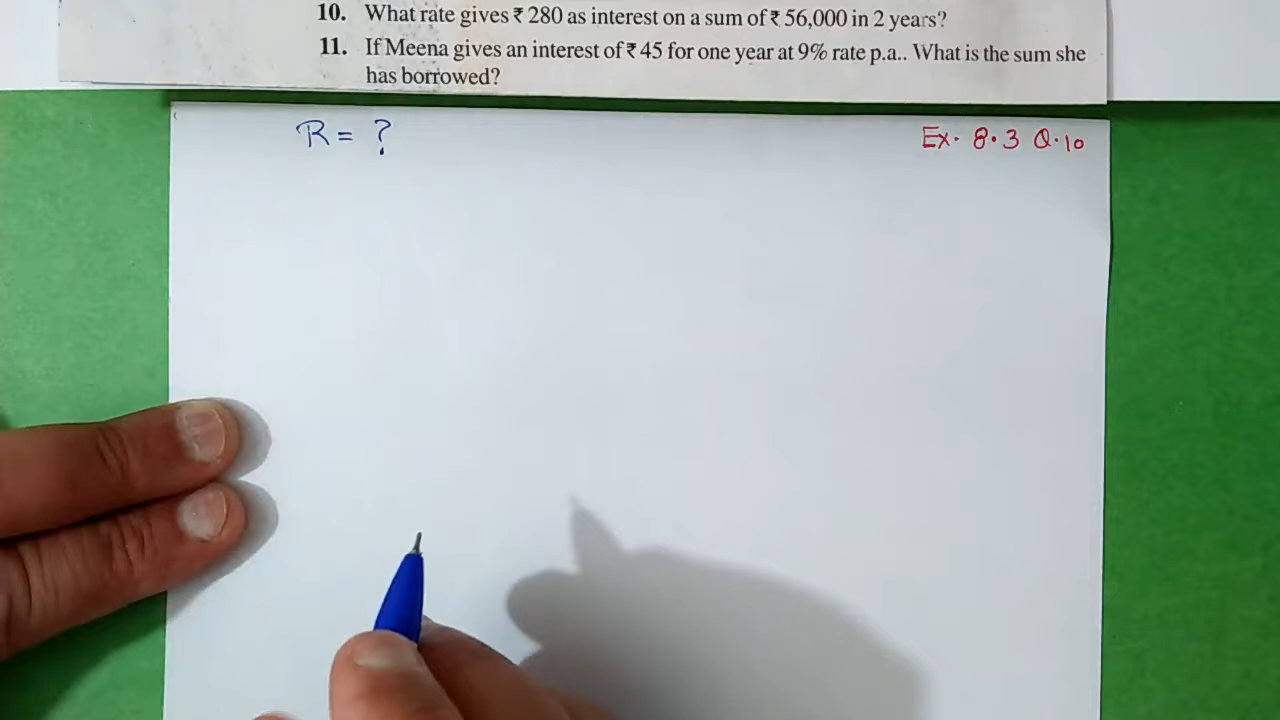 10. What rate gives ₹ 280 as interest on a sum of ₹ 56,000 in 2 years?
11. If Meena gives an interest of ₹ 45 for one year at 9% rate p.a.. What is the sum she
has borrowed?
R = ?
Ex. 8.3 Q.10